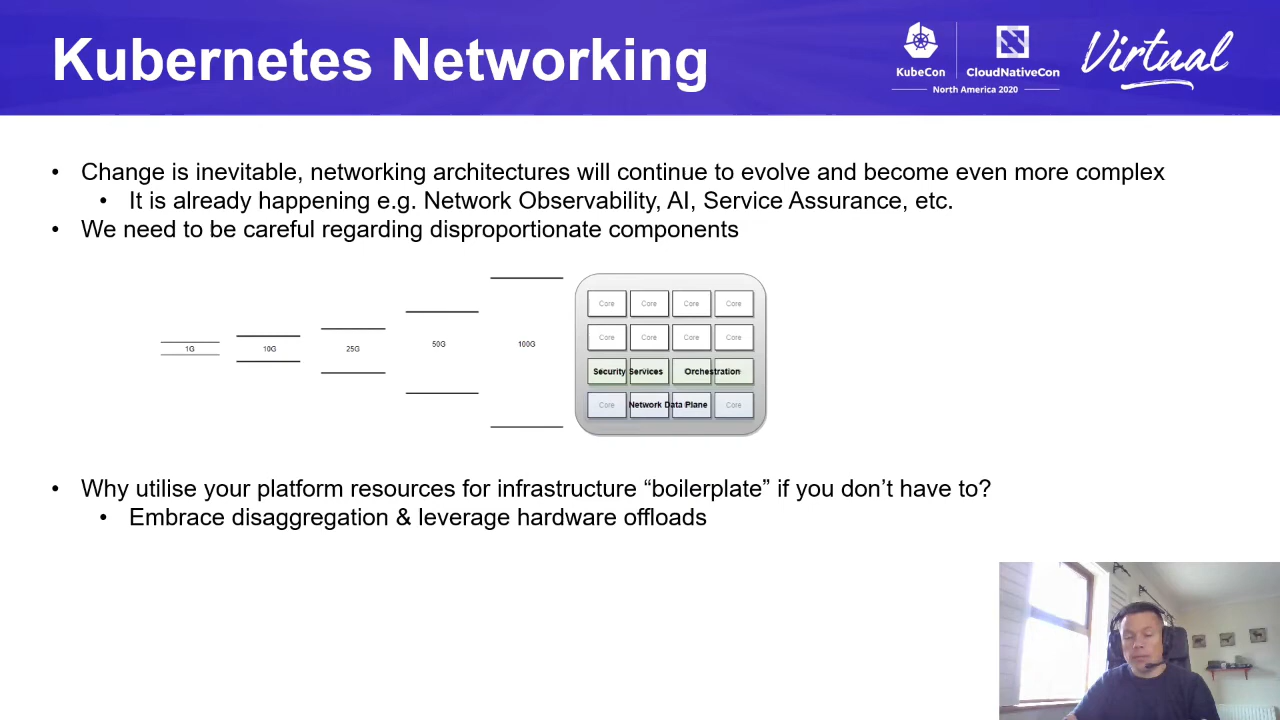 Kubernetes Networking
KubeCon
CloudNativeCon
North America 2020
Virtual
• Change is inevitable, networking architectures will continue to evolve and become even more complex
• It is already happening e.g. Network Observability, AI, Service Assurance, etc.
• We need to be careful regarding disproportionate components
1G 10G 25G 50G 100G
Core Core Core Core
Core Core Core Core
Security Services Orchestration
Core Network Data Plane Core
• Why utilise your platform resources for infrastructure “boilerplate” if you don’t have to?
• Embrace disaggregation & leverage hardware offloads